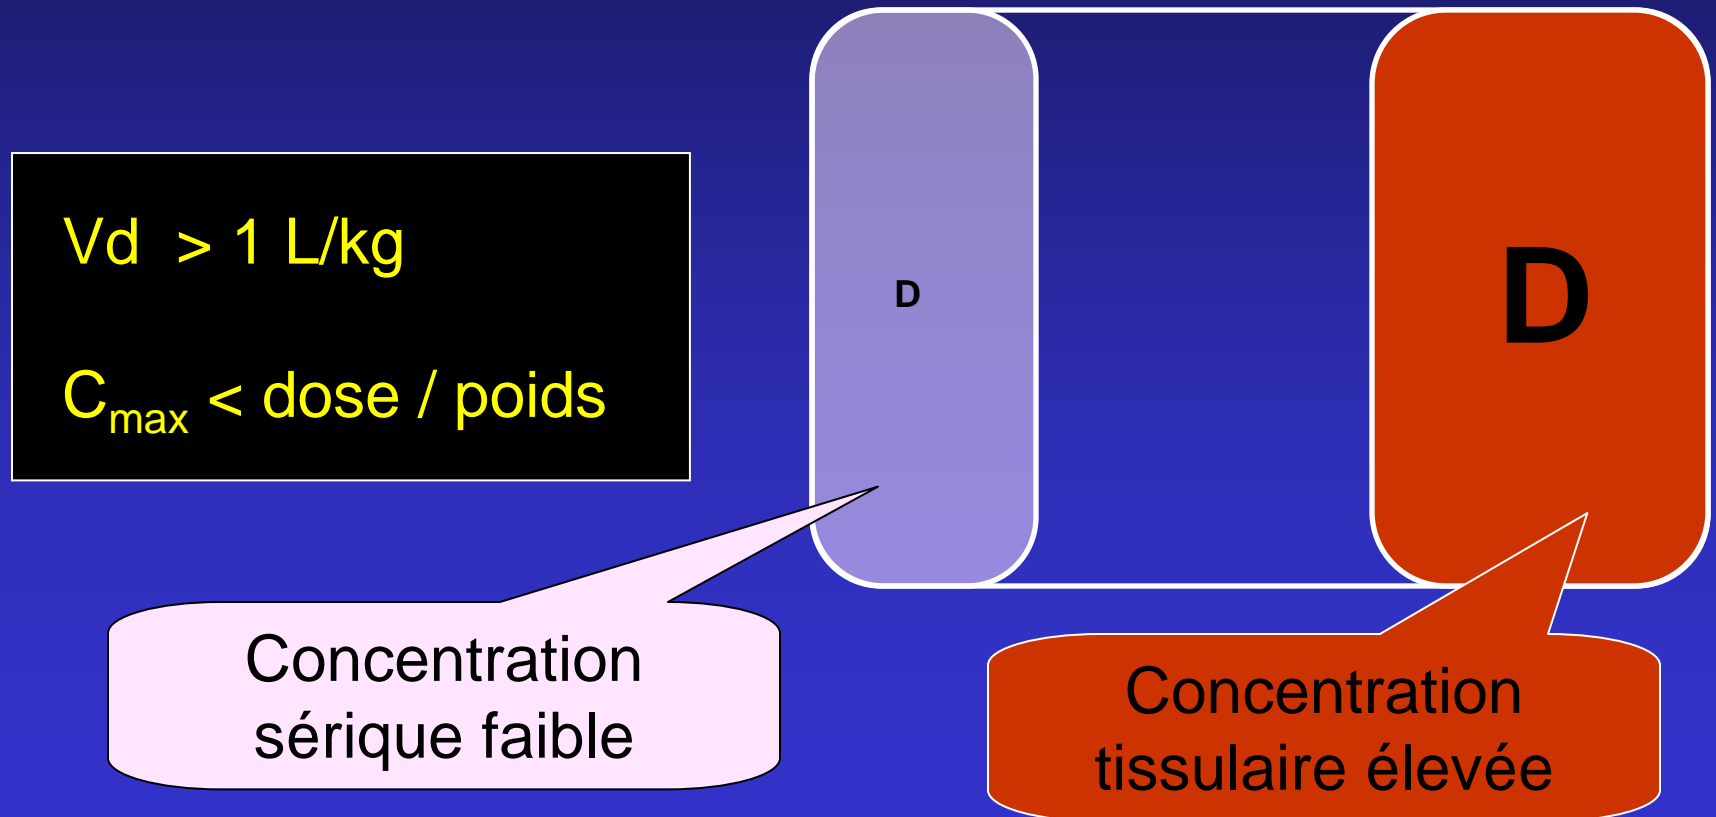 Vd > 1 L/kg
Cmax < dose / poids
D
D
Concentration
sérique faible
Concentration
tissulaire élevée